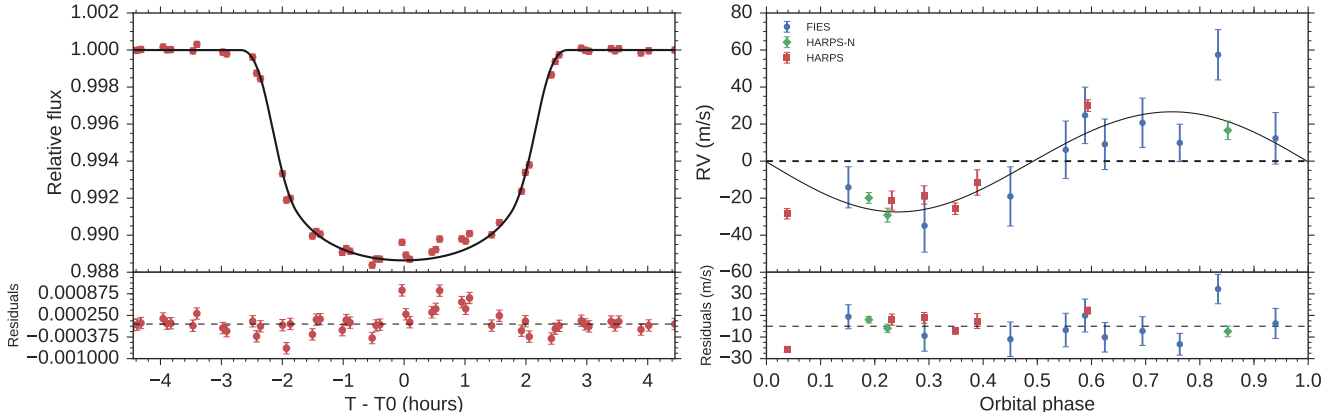 1.002
1.000
0.998
0.996
0.994
0.992
0.990
0.988
Relative flux
0.000875
0.000250
−0.000375
−0.001000
Residuals
−4 −3 −2 −1 0 1 2 3 4
T - T0 (hours)
80
60
40
20
0
−20
−40
−60
RV (m/s)
FIES
HARPS-N
HARPS
30
10
−10
−30
Residuals (m/s)
0.0 0.1 0.2 0.3 0.4 0.5 0.6 0.7 0.8 0.9 1.0
Orbital phase